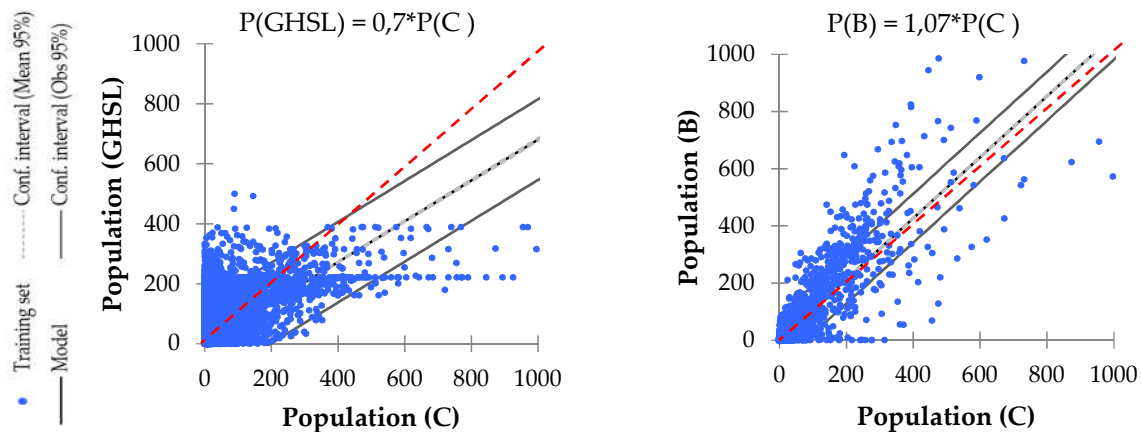 Training set
Model
Conf. interval (Mean 95%)
Conf. interval (Obs 95%)
P(GHSL) = 0,7*P(C )
Population (GHSL)
1000
800
600
400
200
0
0 200 400 600 800 1000
Population (C)
P(B) = 1,07*P(C )
Population (B)
1000
800
600
400
200
0
0 200 400 600 800 1000
Population (C)